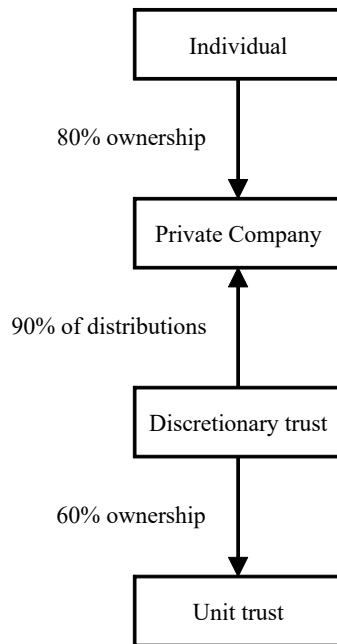 Individual
80% ownership
Private Company
90% of distributions
Discretionary trust
60% ownership
Unit trust